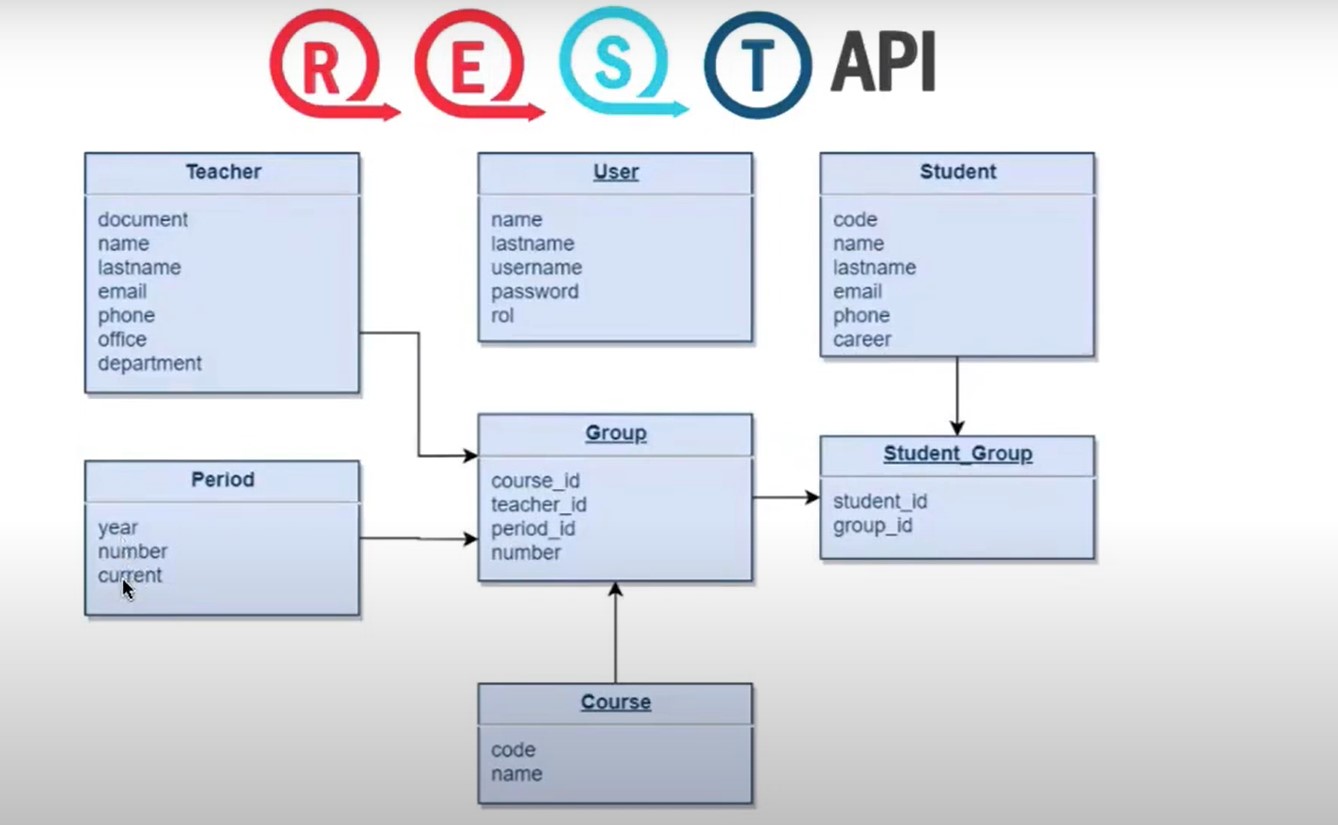 REST API
Teacher
document
name
lastname
email
phone
office
department
User
name
lastname
username
password
rol
Student
code
name
lastname
email
phone
career
Period
year
number
current
Group
course_id
teacher_id
period_id
number
Student_Group
student_id
group_id
Course
code
name